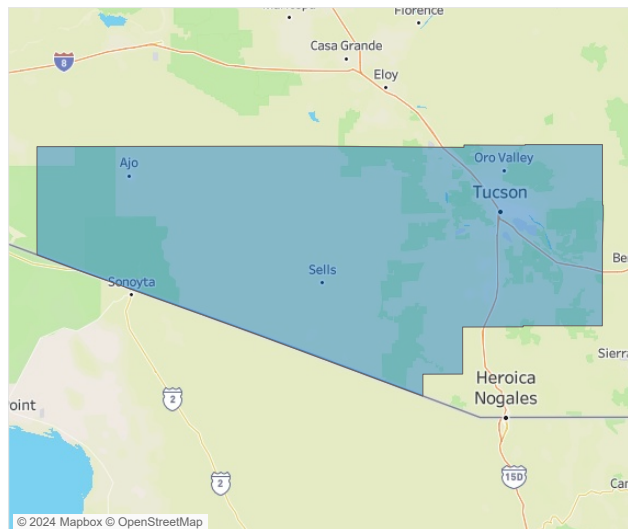 Florence
Casa Grande
8
Eloy
Ajo
Oro Valley
Tucson
Sells
Sonoyta
Be
Sierra
Heroica
Nogales
Point
2
2
15D
Car
© 2024 Mapbox © OpenStreetMap